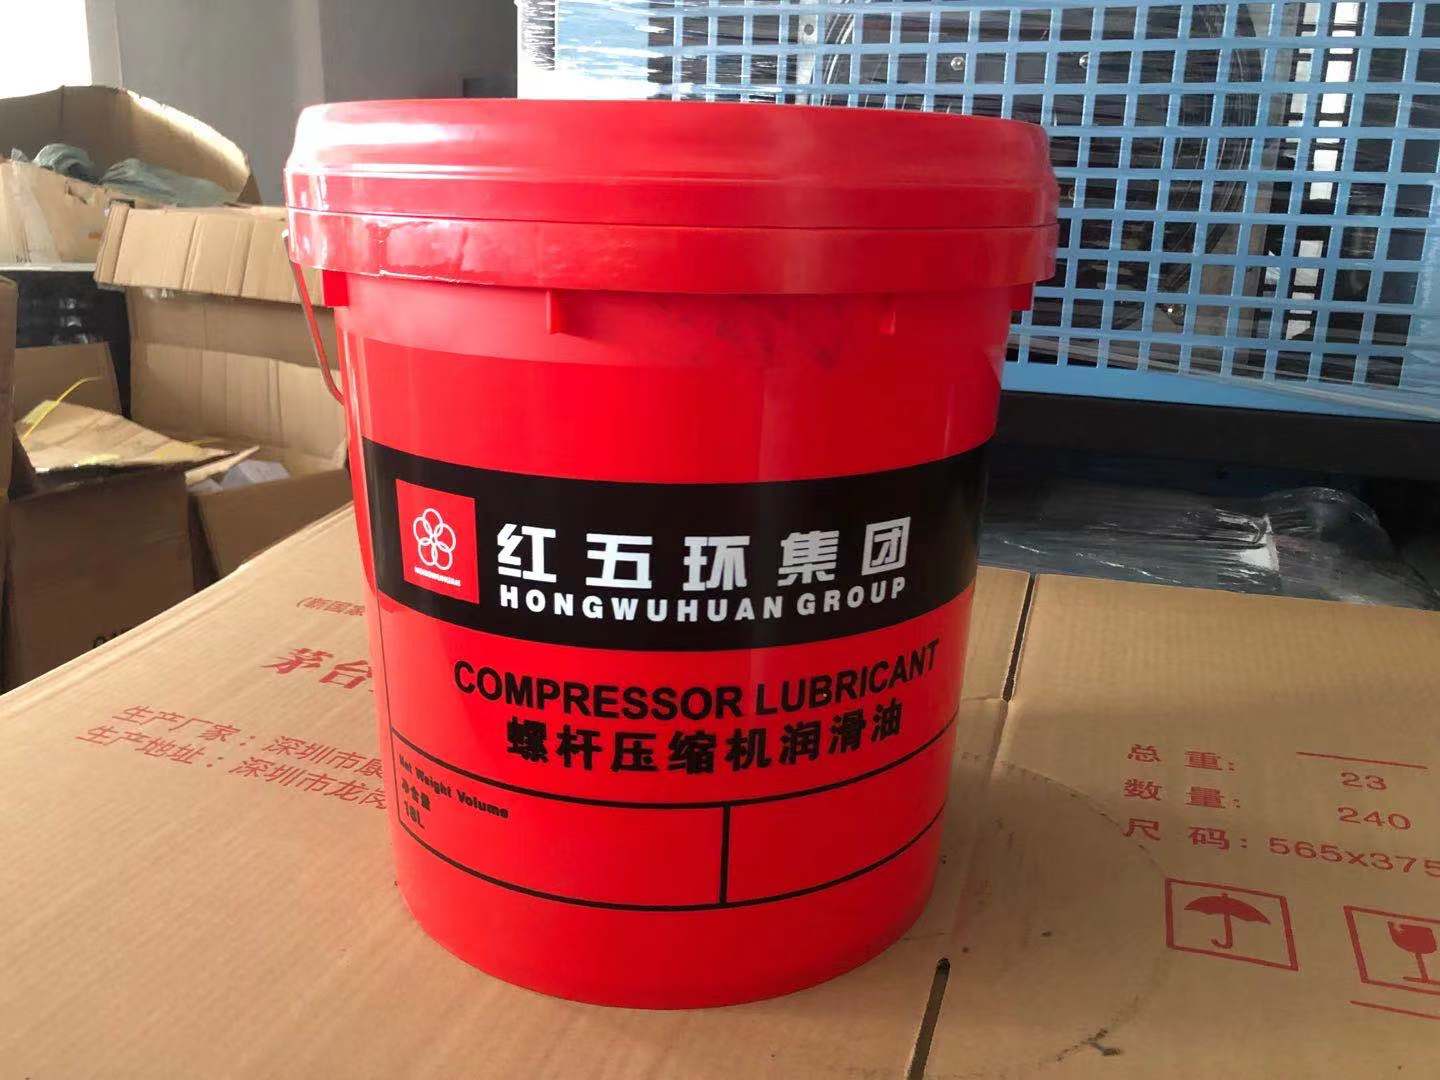 红五环集团
HONGWUHUAN GROUP
HONGWUHUAN
COMPRESSOR LUBRICANT
螺杆压缩机润滑油
Net Weight Volume
净含量
18L
茅台
生产厂家：深圳市康
生产地址：深圳市龙岗
总重：23
数量：240
尺码：565x375